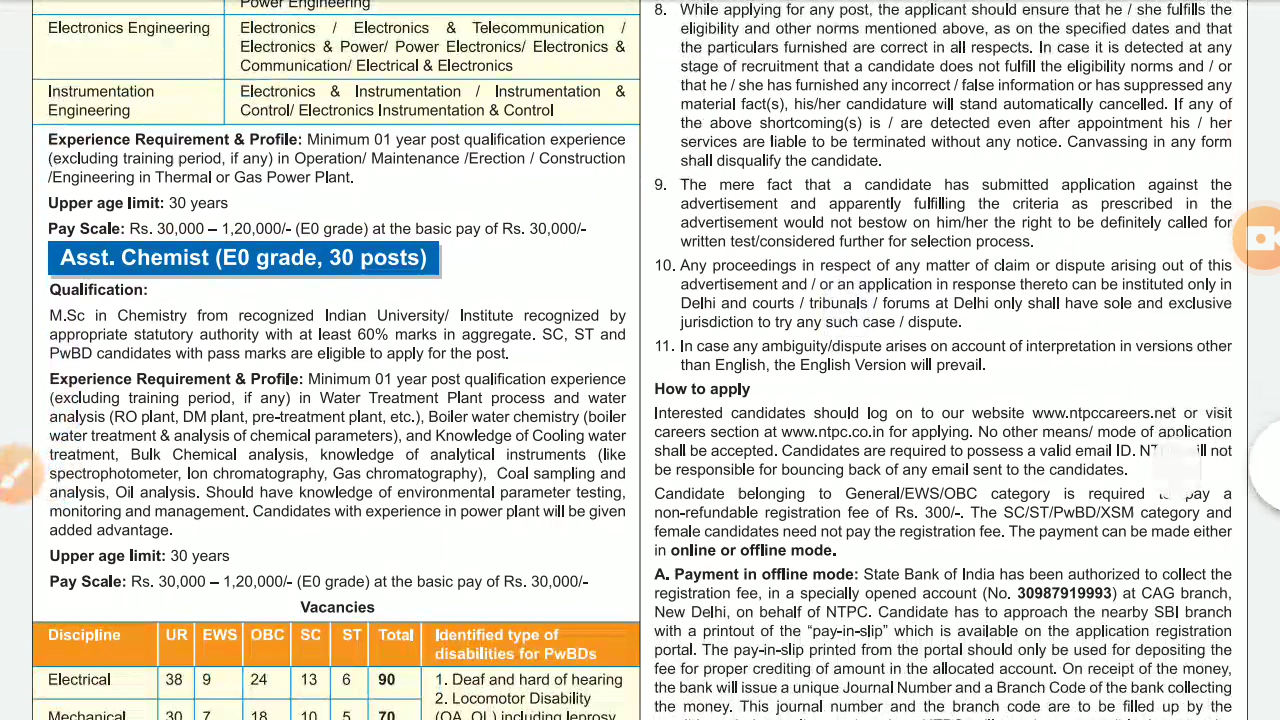 Power Engineering
Electronics Engineering
Electronics / Electronics & Telecommunication /
Electronics & Power/ Power Electronics/ Electronics &
Communication/ Electrical & Electronics
Instrumentation
Engineering
Electronics & Instrumentation / Instrumentation &
Control/ Electronics Instrumentation & Control
Experience Requirement & Profile: Minimum 01 year post qualification experience
(excluding training period, if any) in Operation/ Maintenance /Erection / Construction
/Engineering in Thermal or Gas Power Plant.
Upper age limit: 30 years
Pay Scale: Rs. 30,000 – 1,20,000/- (E0 grade) at the basic pay of Rs. 30,000/-
Asst. Chemist (E0 grade, 30 posts)
Qualification:
M.Sc in Chemistry from recognized Indian University/ Institute recognized by
appropriate statutory authority with at least 60% marks in aggregate. SC, ST and
PwBD candidates with pass marks are eligible to apply for the post.
Experience Requirement & Profile: Minimum 01 year post qualification experience
(excluding training period, if any) in Water Treatment Plant process and water
analysis (RO plant, DM plant, pre-treatment plant, etc.), Boiler water chemistry (boiler
water treatment & analysis of chemical parameters), and Knowledge of Cooling water
treatment, Bulk Chemical analysis, knowledge of analytical instruments (like
spectrophotometer, Ion chromatography, Gas chromatography), Coal sampling and
analysis, Oil analysis. Should have knowledge of environmental parameter testing,
monitoring and management. Candidates with experience in power plant will be given
added advantage.
Upper age limit: 30 years
Pay Scale: Rs. 30,000 – 1,20,000/- (E0 grade) at the basic pay of Rs. 30,000/-
Vacancies
Discipline UR EWS OBC SC ST Total Identified type of
disabilities for PwBDs
Electrical 38 9 24 13 6 90 1. Deaf and hard of hearing
2. Locomotor Disability
Mechanical 30 7 18 10 5 70 (OA, OL) including leprosy
8. While applying for any post, the applicant should ensure that he / she fulfills the
eligibility and other norms mentioned above, as on the specified dates and that
the particulars furnished are correct in all respects. In case it is detected at any
stage of recruitment that a candidate does not fulfill the eligibility norms and / or
that he / she has furnished any incorrect / false information or has suppressed any
material fact(s), his/her candidature will stand automatically cancelled. If any of
the above shortcoming(s) is / are detected even after appointment his / her
services are liable to be terminated without any notice. Canvassing in any form
shall disqualify the candidate.
9. The mere fact that a candidate has submitted application against the
advertisement and apparently fulfilling the criteria as prescribed in the
advertisement would not bestow on him/her the right to be definitely called for
written test/considered further for selection process.
10. Any proceedings in respect of any matter of claim or dispute arising out of this
advertisement and / or an application in response thereto can be instituted only in
Delhi and courts / tribunals / forums at Delhi only shall have sole and exclusive
jurisdiction to try any such case / dispute.
11. In case any ambiguity/dispute arises on account of interpretation in versions other
than English, the English Version will prevail.
How to apply
Interested candidates should log on to our website www.ntpccareers.net or visit
careers section at www.ntpc.co.in for applying. No other means/ mode of application
shall be accepted. Candidates are required to possess a valid email ID. not
be responsible for bouncing back of any email sent to the candidates.
Candidate belonging to General/EWS/OBC category is required to pay a
non-refundable registration fee of Rs. 300/-. The SC/ST/PwBD/XSM category and
female candidates need not pay the registration fee. The payment can be made either
in online or offline mode.
A. Payment in offline mode: State Bank of India has been authorized to collect the
registration fee, in a specially opened account (No. 30987919993) at CAG branch,
New Delhi, on behalf of NTPC. Candidate has to approach the nearby SBI branch
with a printout of the “pay-in-slip” which is available on the application registration
portal. The pay-in-slip printed from the portal should only be used for depositing the
fee for proper crediting of amount in the allocated account. On receipt of the money,
the bank will issue a unique Journal Number and a Branch Code of the bank collecting
the money. This journal number and the branch code are to be filled up by the